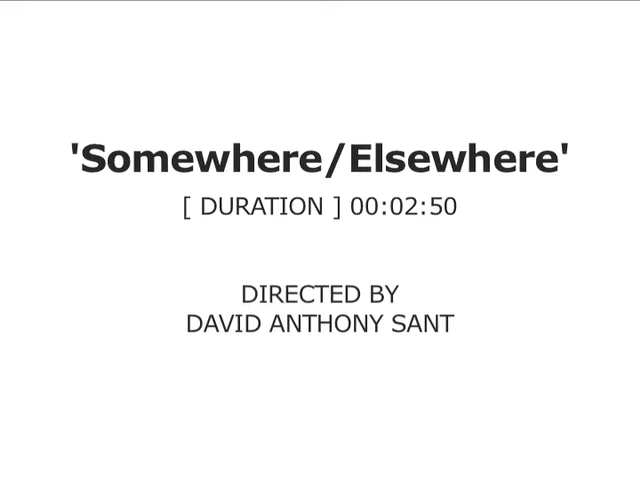 'Somewhere/Elsewhere'
[ DURATION ] 00:02:50
DIRECTED BY
DAVID ANTHONY SANT